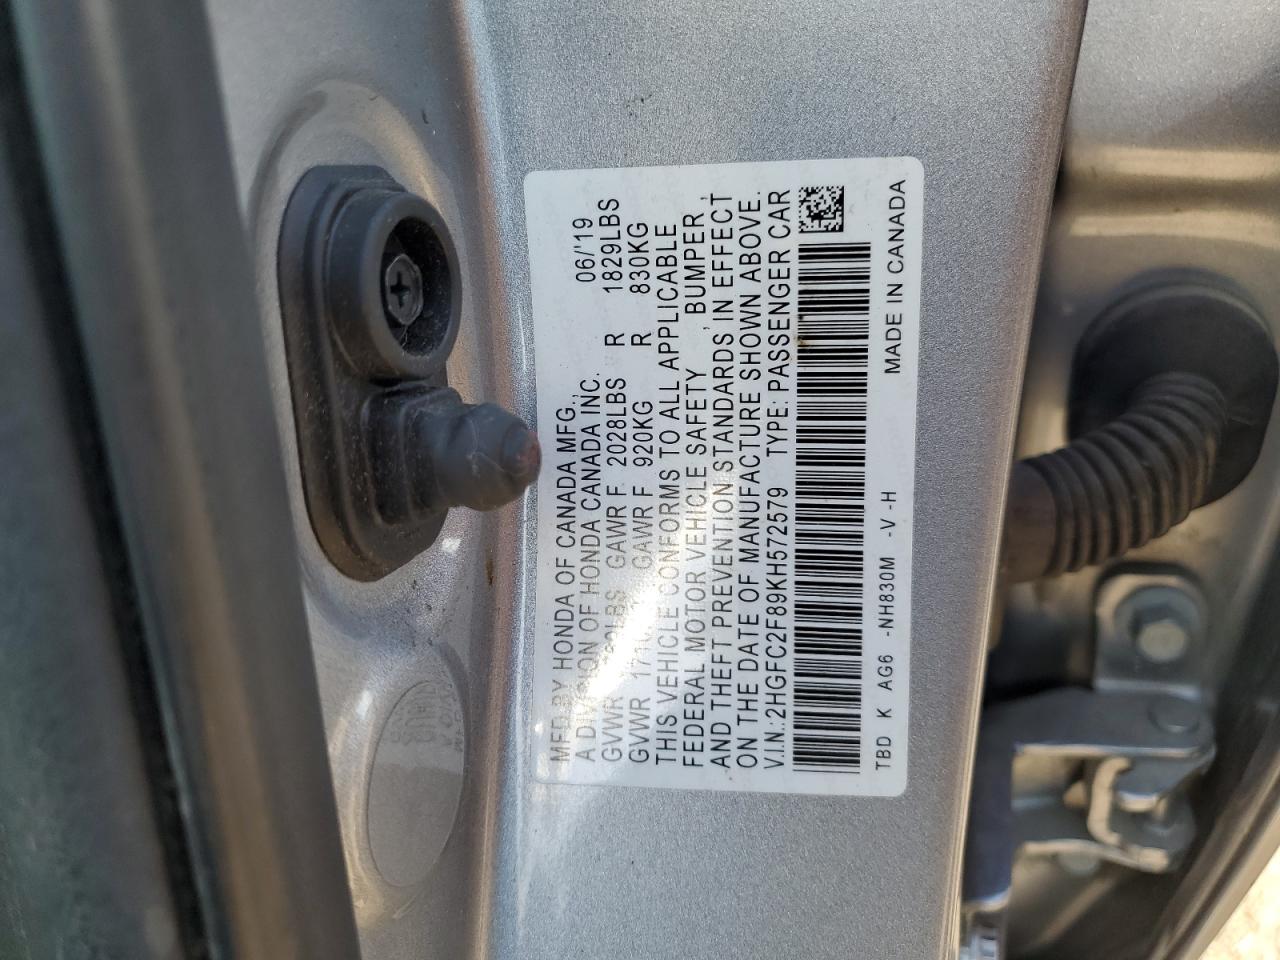 MFD BY HONDA OF CANADA MFG., 06/'19
A DIVISION OF HONDA CANADA INC.
GVWR GAWR F 2028LBS R 1829LBS
GVWR GAWR F 920KG R 830KG
THIS VEHICLE CONFORMS TO ALL APPLICABLE
FEDERAL MOTOR VEHICLE SAFETY , BUMPER ,
AND THEFT PREVENTION STANDARDS IN EFFECT
ON THE DATE OF MANUFACTURE SHOWN ABOVE.
V.I.N.: 2HGFC2F89KH572579 TYPE: PASSENGER CAR
TBD K AG6 -NH830M -V -H MADE IN CANADA